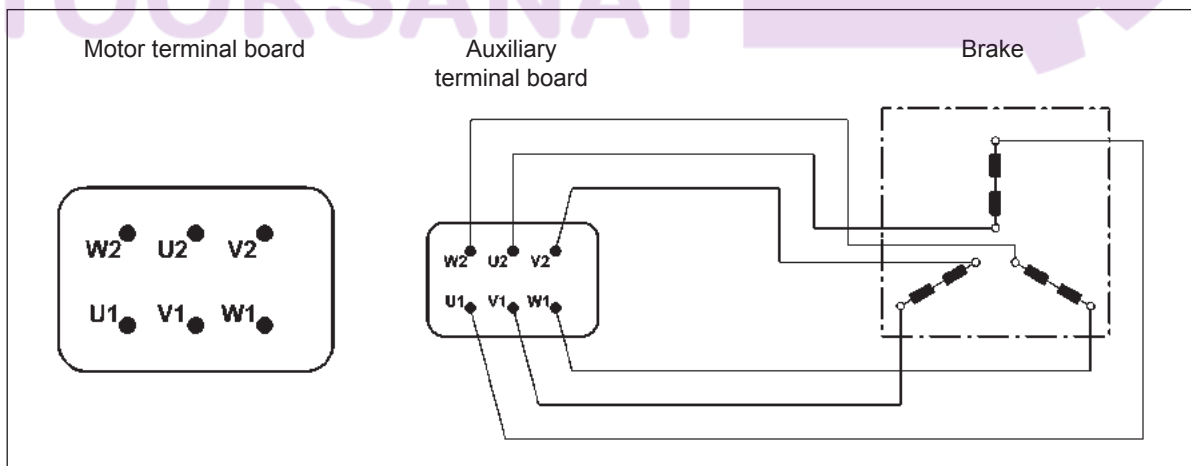 TOORSANAT
Motor terminal board
Auxiliary
terminal board
Brake
W2 U2 V2
U1 V1 W1
W2 U2 V2
U1 V1 W1